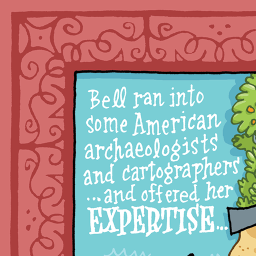 Bell ran into
some American
archaeologists
and cartographers
...and offered her
EXPERTISE...